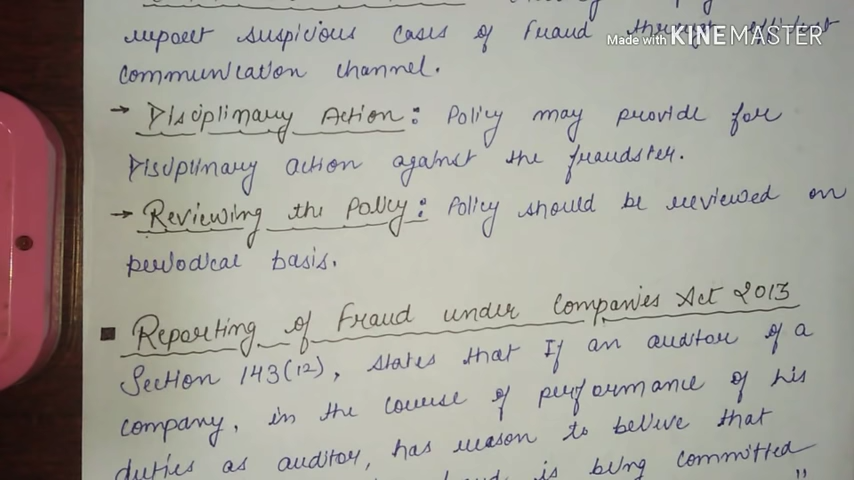 report suspicious cases of fraud through efficient
Made with KINEMASTER
communication channel.
→ Disciplinary Action: Policy may provide for
Disciplinary action against the fraudster.
→ Reviewing the Policy: Policy should be reviewed on
periodical basis.
■ Reporting of Fraud under Companies Act 2013
Section 143(12), states that If an auditor of a
company, in the course of performance of his
duties as auditor, has reason to believe that
is being committed